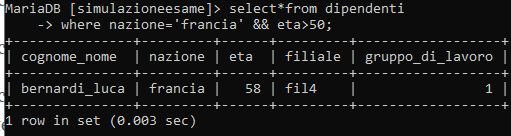 MariaDB [simulazioneesame]> select*from dipendenti
-> where nazione='francia' && eta>50;
+---------------+---------+------+---------+------------------+
| cognome_nome | nazione | eta | filiale | gruppo_di_lavoro |
+---------------+---------+------+---------+------------------+
| bernardi_luca | francia | 58 | fil4 | 1 |
+---------------+---------+------+---------+------------------+
1 row in set (0.003 sec)